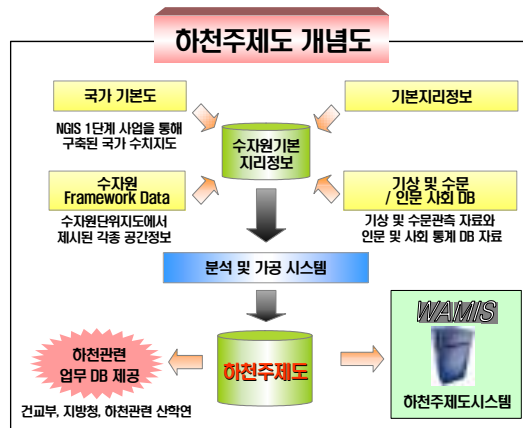 하천주제도 개념도
국가 기본도
기본지리정보
NGIS 1단계 사업을 통해
구축된 국가 수치지도
수자원기본
지리정보
수자원
Framework Data
기상 및 수문
/ 인문 사회 DB
수자원단위지도에서
제시된 각종 공간정보
기상 및 수문관측 자료와
인문 및 사회 통계 DB 자료
분석 및 가공 시스템
WAMIS
하천관련
업무 DB 제공
하천주제도
하천주제도시스템
건교부, 지방청, 하천관련 산학연